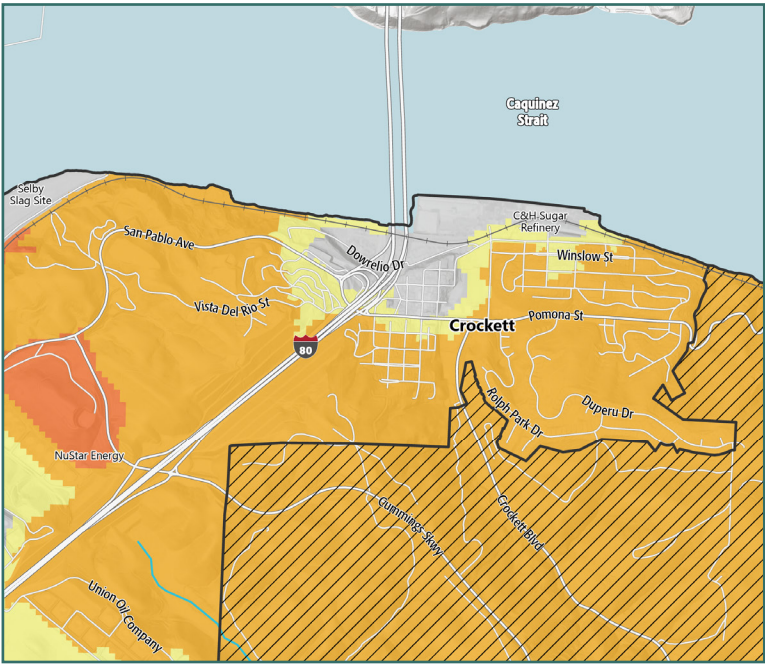 Caquinez
Strait
Selby
Slag Site
C&H Sugar
Refinery
San Pablo Ave
Dowrelio Dr
Winslow St
Vista Del Rio St
Pomona St
Crockett
80
Rolph Park Dr
Duperu Dr
NuStar Energy
Cummings Skwy
Crockett Blvd
Union Oil Company